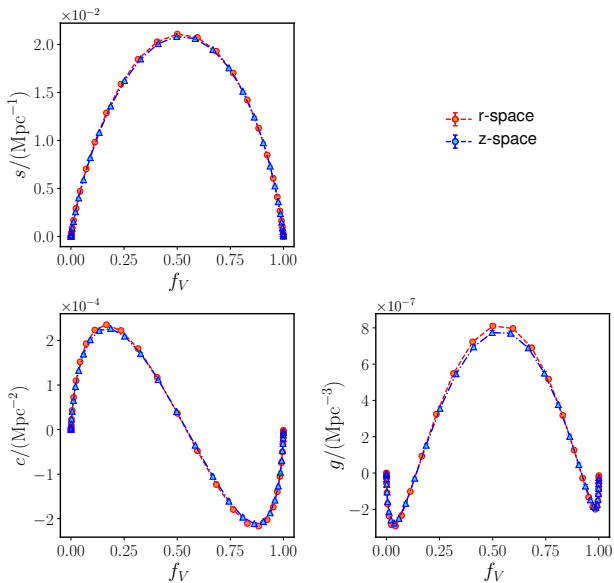 ×10⁻²
2.0
1.5
1.0
0.5
0.0
s/(Mpc⁻¹)
0.00 0.25 0.50 0.75 1.00
f_V
r-space
z-space
×10⁻⁴
2
1
0
−1
−2
c/(Mpc⁻²)
0.00 0.25 0.50 0.75 1.00
f_V
×10⁻⁷
8
6
4
2
0
−2
g/(Mpc⁻³)
0.00 0.25 0.50 0.75 1.00
f_V